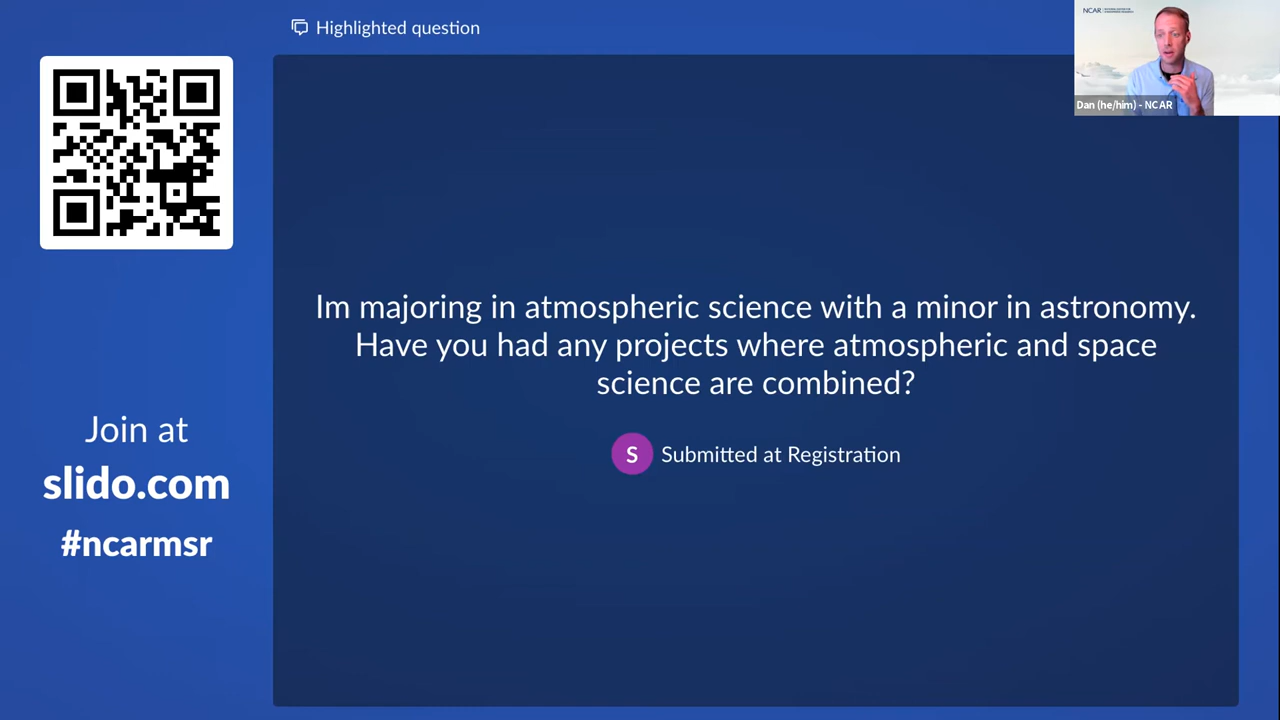 Highlighted question
NCAR
Dan (he/him) - NCAR
Im majoring in atmospheric science with a minor in astronomy.
Have you had any projects where atmospheric and space
science are combined?
S Submitted at Registration
Join at
slido.com
#ncarmsr